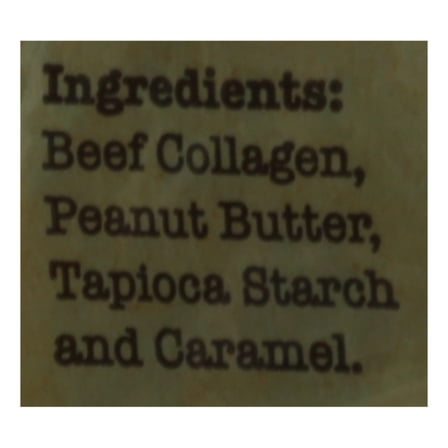 Ingredients:
Beef Collagen,
Peanut Butter,
Tapioca Starch
and Caramel.